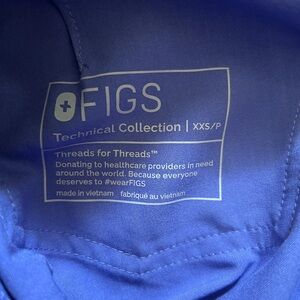 FIGS
Technical Collection | XXS/P
Threads for Threads™
Donating to healthcare providers in need
around the world. Because everyone
deserves to #wearFIGS
made in vietnam fabriqué au vietnam